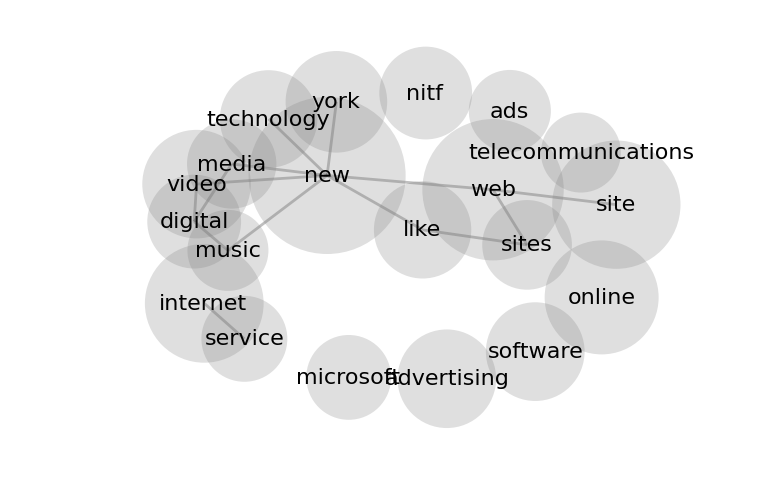 nitf
york
ads
technology
telecommunications
media
new
video
web
site
digital
like
sites
music
online
internet
service
software
microsoft
advertising